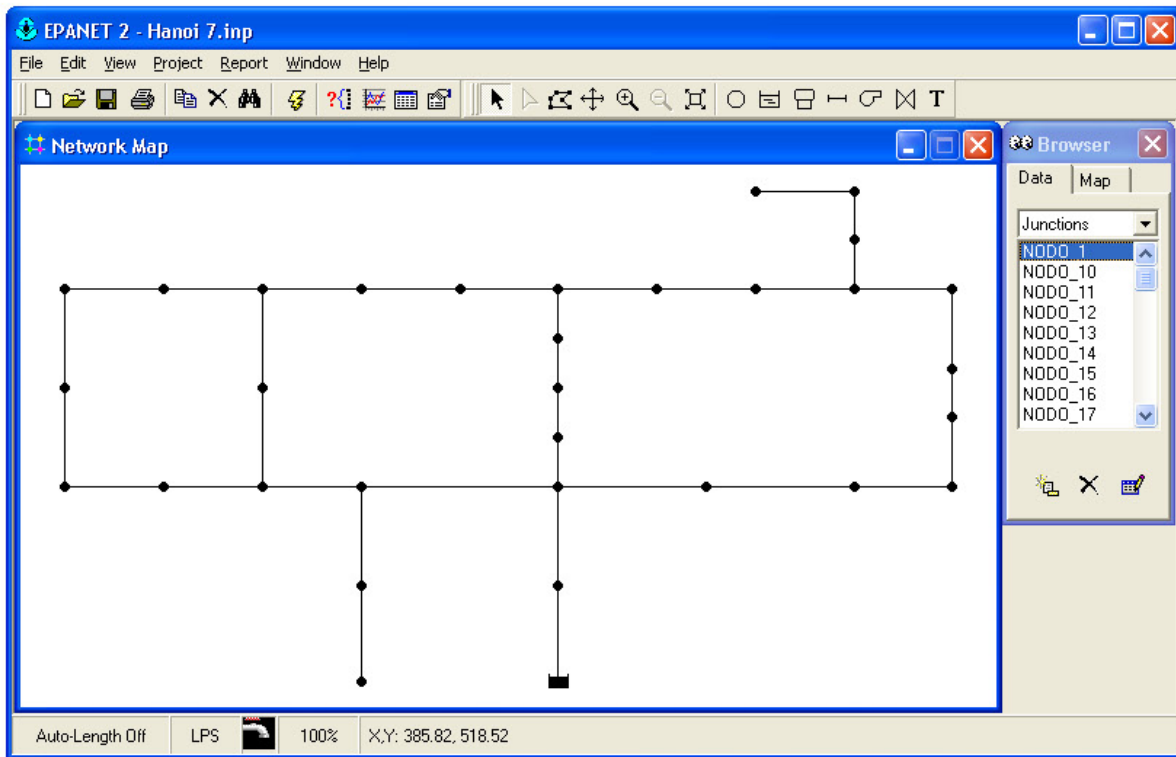 EPANET 2 - Hanoi 7.inp
File Edit View Project Report Window Help
T
Network Map
Browser
Data Map
Junctions
NODO_1
NODO_10
NODO_11
NODO_12
NODO_13
NODO_14
NODO_15
NODO_16
NODO_17
Auto-Length Off LPS 100% X,Y: 385.82, 518.52